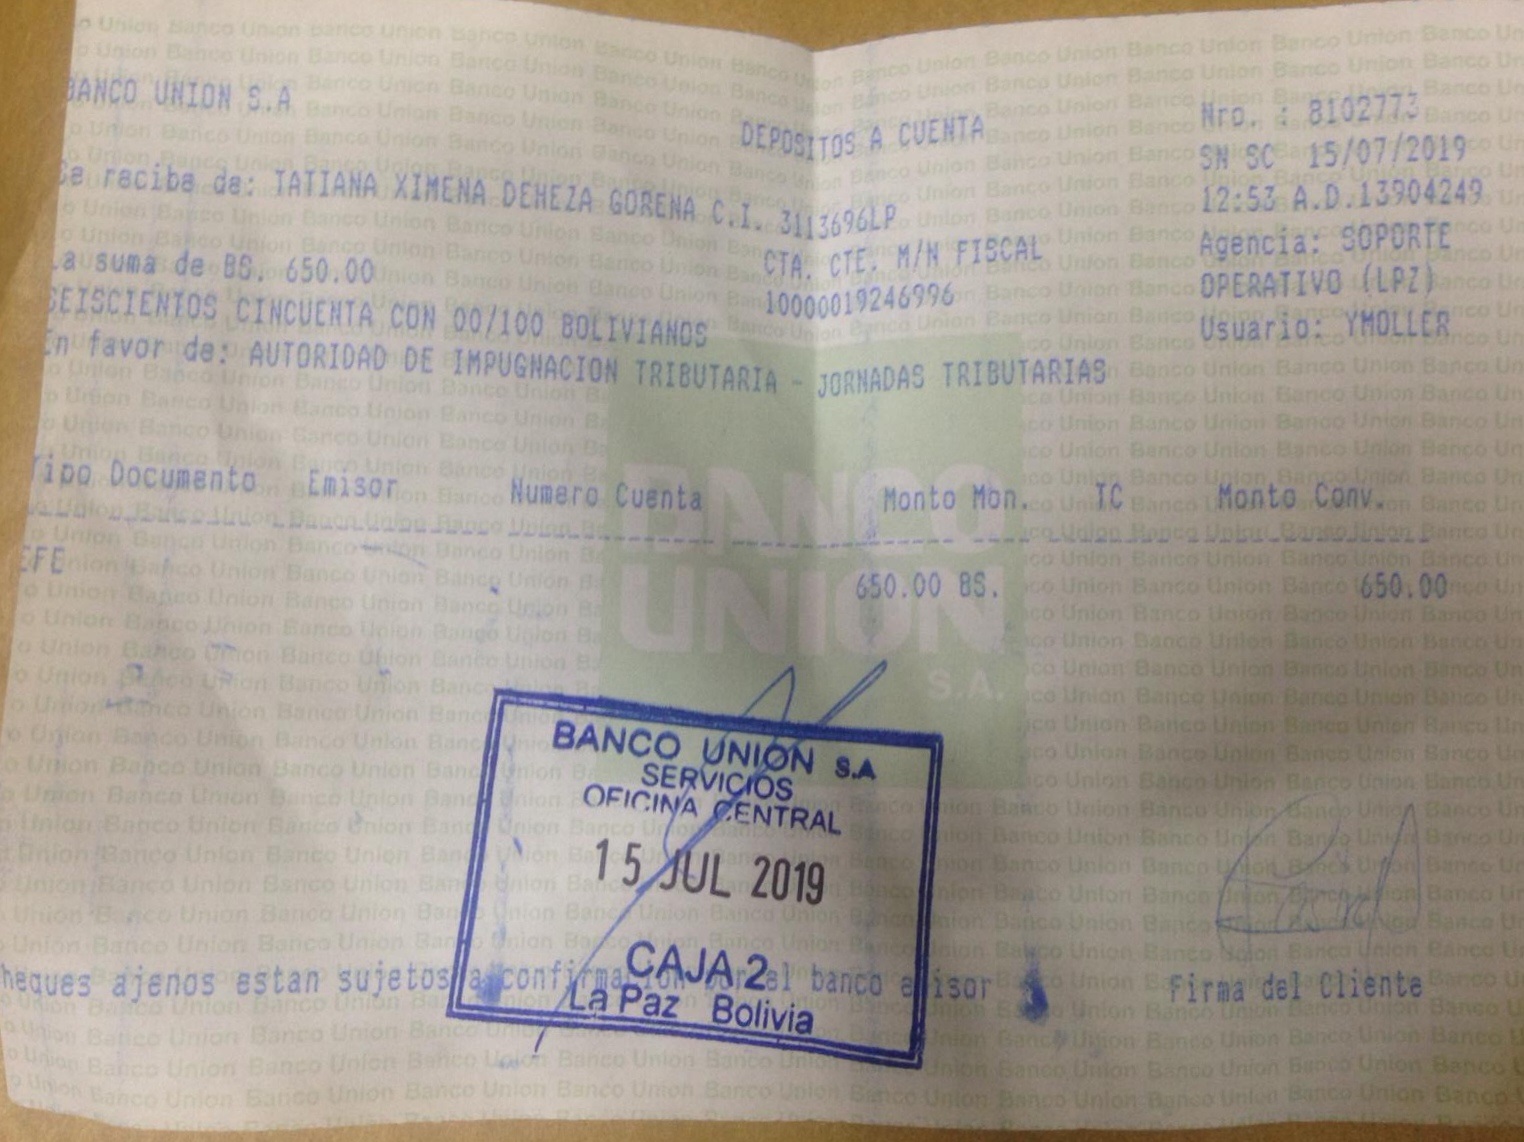 BANCO UNION S.A
DEPOSITOS A CUENTA
Nro. : 8102773
SN SC 15/07/2019
12:53 A.D.13904249
Agencia: SOPORTE
OPERATIVO (LPZ)
Usuario: YMOLLER
Se recibe de: TATIANA XIMENA DEHEZA GORENA C.I. 3113696LP
CTA. CTE. M/N FISCAL
10000019246996
La suma de BS. 650.00
SEISCIENTOS CINCUENTA CON 00/100 BOLIVIANOS
En favor de: AUTORIDAD DE IMPUGNACION TRIBUTARIA - JORNADAS TRIBUTARIAS
Tipo Documento Emisor Numero Cuenta Monto Mon. TC Monto Conv.
EFE 650.00 BS. 650.00
BANCO
UNION
S.A.
BANCO UNION S.A
SERVICIOS
OFICINA CENTRAL
15 JUL 2019
CAJA 2
La Paz Bolivia
heques ajenos estan sujetos a confirmacion por el banco emisor
Firma del Cliente